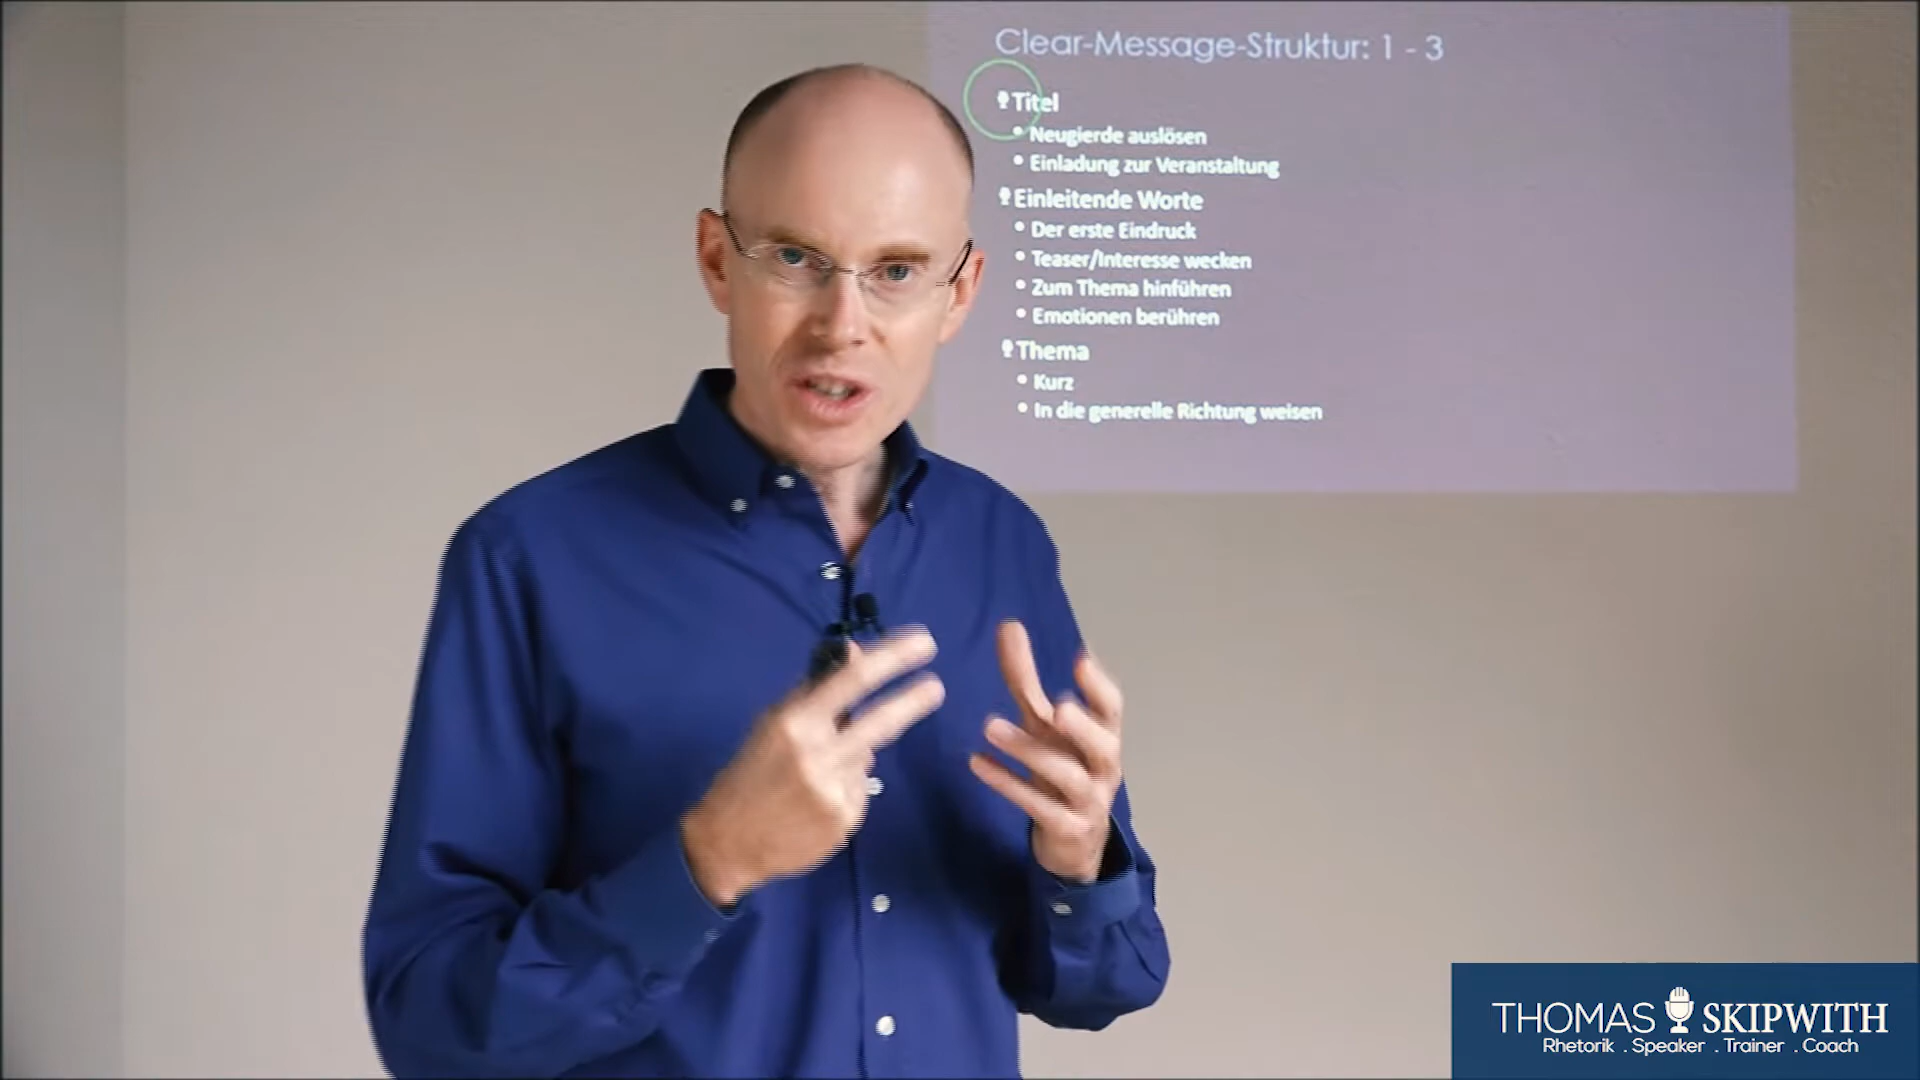 Clear-Message-Struktur: 1 - 3
Titel
Neugierde auslösen
Einladung zur Veranstaltung
Einleitende Worte
Der erste Eindruck
Teaser/Interesse wecken
Zum Thema hinführen
Emotionen berühren
Thema
Kurz
In die generelle Richtung weisen
THOMAS SKIPWITH
Rhetorik . Speaker . Trainer . Coach